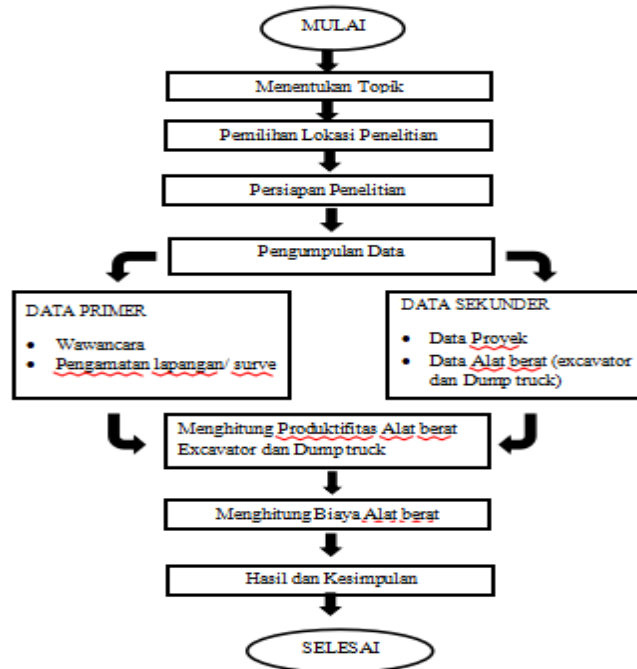 MULAI
Menentukan Topik
Pemilihan Lokasi Penelitian
Persiapan Penelitian
Pengumpulan Data
DATA PRIMER
• Wawancara
• Pengamatan lapangan/ surve
DATA SEKUNDER
• Data Proyek
• Data Alat berat (excavator
dan Dump truck)
Menghitung Produktifitas Alat berat
Excavator dan Dump truck
Menghitung Biaya Alat berat
Hasil dan Kesimpulan
SELESAI